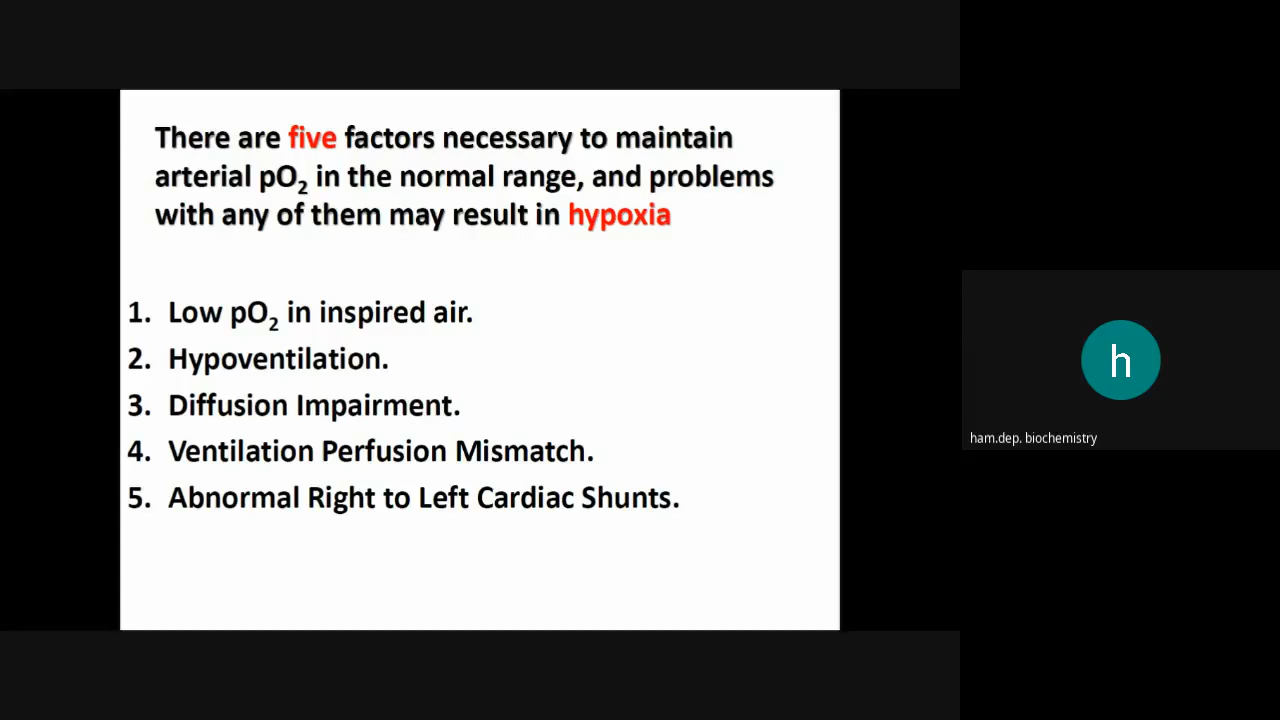 There are five factors necessary to maintain
arterial pO₂ in the normal range, and problems
with any of them may result in hypoxia
1. Low pO₂ in inspired air.
2. Hypoventilation.
3. Diffusion Impairment.
4. Ventilation Perfusion Mismatch.
5. Abnormal Right to Left Cardiac Shunts.
h
ham.dep. biochemistry